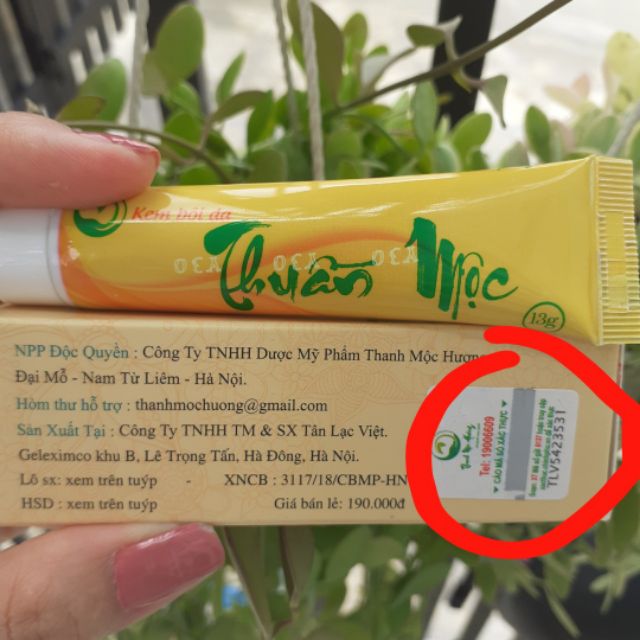 Kem bôi da
Thuần Mộc
13g
NPP Độc Quyền : Công Ty TNHH Dược Mỹ Phẩm Thanh Mộc Hương
Đại Mỗ - Nam Từ Liêm - Hà Nội.
Hòm thư hỗ trợ : thanhmochuong@gmail.com
Sản Xuất Tại : Công Ty TNHH TM & SX Tân Lạc Việt.
Geleximco khu B, Lê Trọng Tấn, Hà Đông, Hà Nội.
Lô sx: xem trên tuýp - XNCB : 3117/18/CBMP-HN
HSD : xem trên tuýp Giá bán lẻ: 190.000đ
Tel: 19006609
CÀO MÃ SỐ XÁC THỰC
TLV5423531